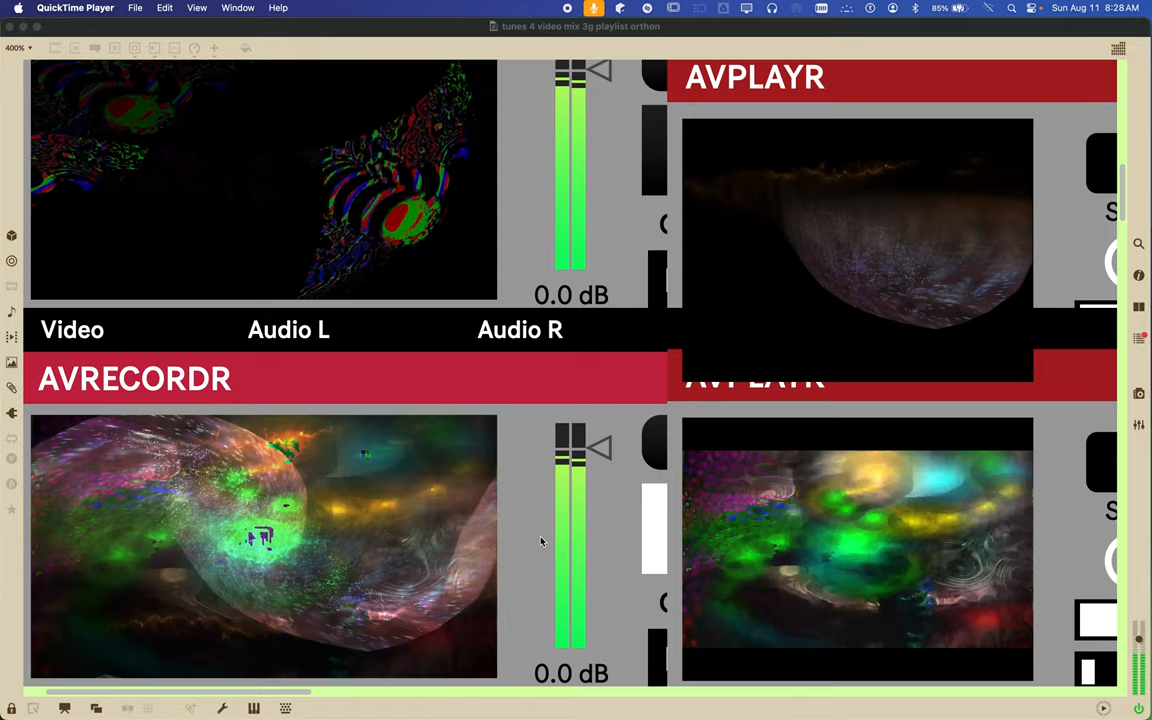 QuickTime Player File Edit View Window Help 85% Sun Aug 11 8:28 AM
tunes 4 video mix 3g playlist orthon
400%
AVPLAYR
0.0 dB
Video Audio L Audio R
AVRECORDR
AVPLAYR
0.0 dB